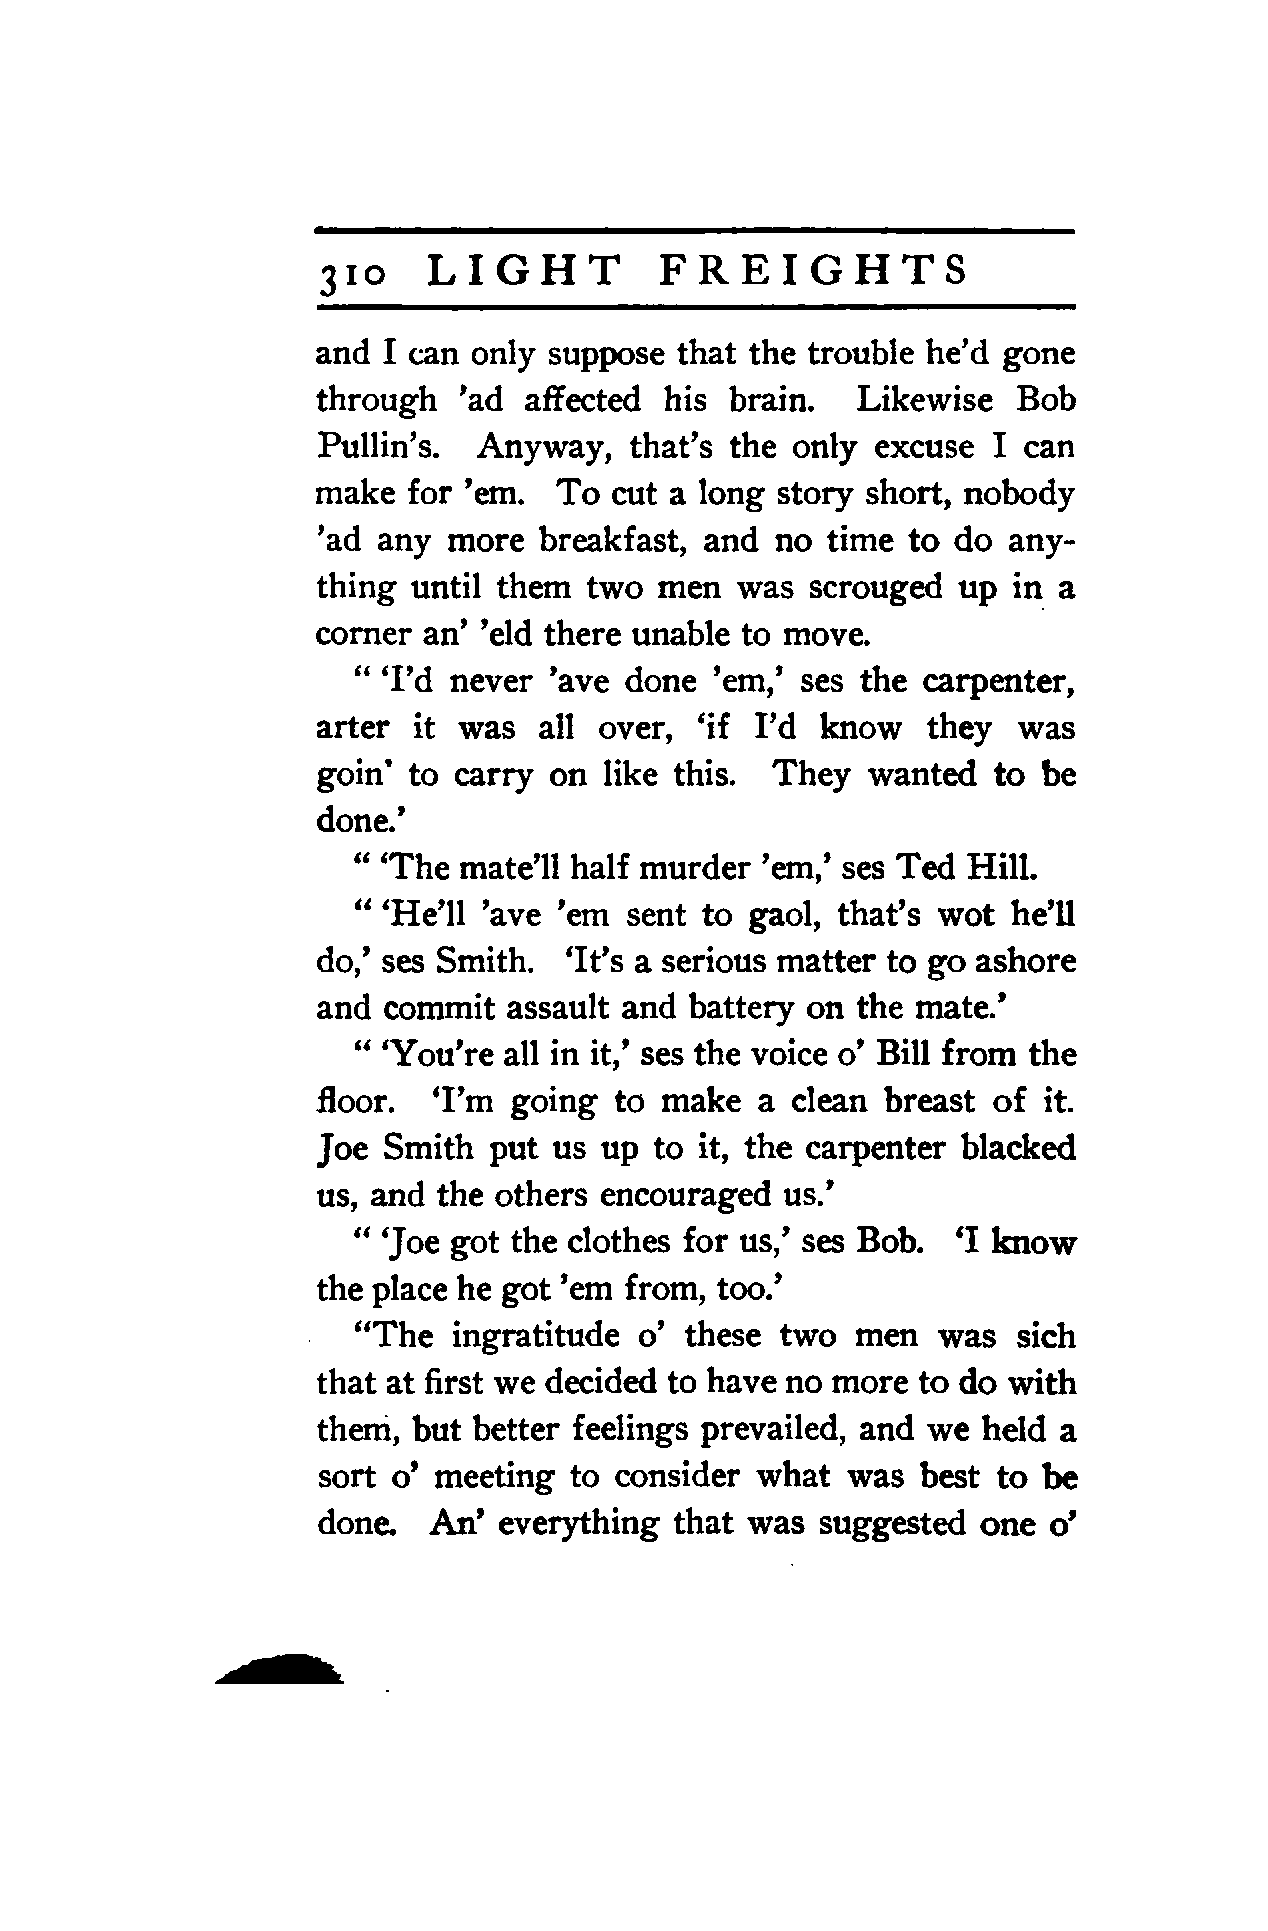 310 LIGHT FREIGHTS
and I can only suppose that the trouble he’d gone
through ’ad affected his brain. Likewise Bob
Pullin’s. Anyway, that’s the only excuse I can
make for ’em. To cut a long story short, nobody
’ad any more breakfast, and no time to do any-
thing until them two men was scrouged up in a
corner an’ ’eld there unable to move.
“ ‘I’d never ’ave done ’em,’ ses the carpenter,
arter it was all over, ‘if I’d know they was
goin’ to carry on like this. They wanted to be
done.’
“ ‘The mate’ll half murder ’em,’ ses Ted Hill.
“ ‘He’ll ’ave ’em sent to gaol, that’s wot he’ll
do,’ ses Smith. ‘It’s a serious matter to go ashore
and commit assault and battery on the mate.’
“ ‘You’re all in it,’ ses the voice o’ Bill from the
floor. ‘I’m going to make a clean breast of it.
Joe Smith put us up to it, the carpenter blacked
us, and the others encouraged us.’
“ ‘Joe got the clothes for us,’ ses Bob. ‘I know
the place he got ’em from, too.’
“The ingratitude o’ these two men was sich
that at first we decided to have no more to do with
them, but better feelings prevailed, and we held a
sort o’ meeting to consider what was best to be
done. An’ everything that was suggested one o’